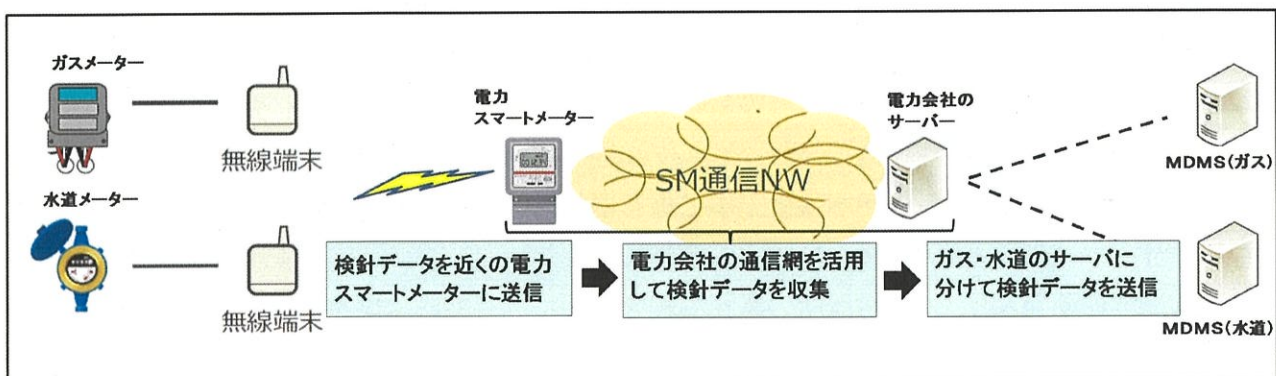 ガスメーター
無線端末
水道メーター
無線端末
電力
スマートメーター
SM通信NW
電力会社の
サーバー
MDMS(ガス)
MDMS(水道)
検針データを近くの電力
スマートメーターに送信
電力会社の通信網を活用
して検針データを収集
ガス・水道のサーバに
分けて検針データを送信